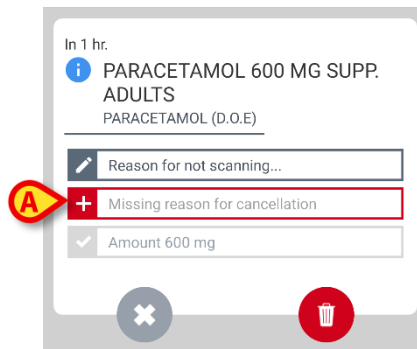 In 1 hr.
PARACETAMOL 600 MG SUPP.
ADULTS
PARACETAMOL (D.O.E)
Reason for not scanning...
A
Missing reason for cancellation
Amount 600 mg